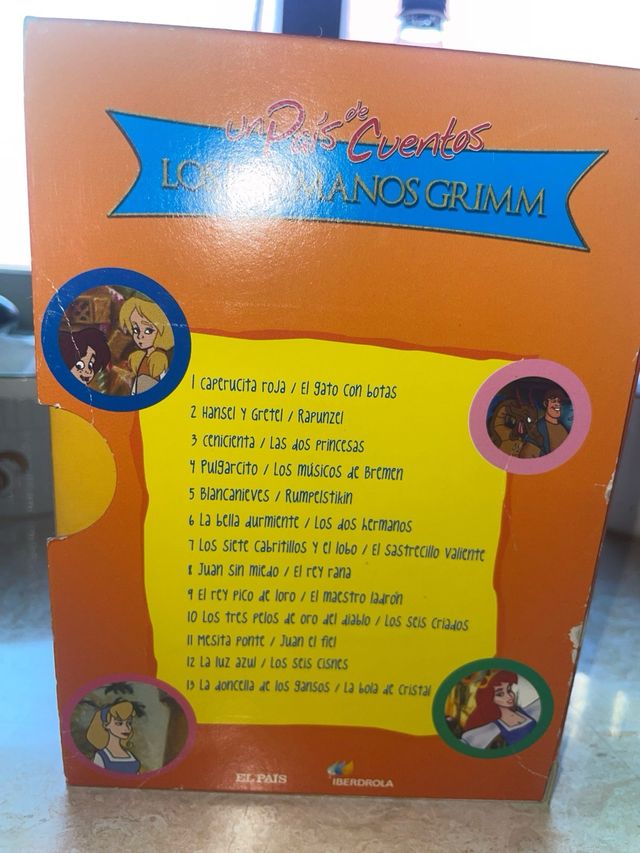 un País de Cuentos
LOS HERMANOS GRIMM
1 caperucita roja / El gato con botas
2 Hansel y Gretel / Rapunzel
3 cenicienta / Las dos princesas
4 Pulgarcito / Los músicos de Bremen
5 Blancanieves / Rumpelstikin
6 La bella durmiente / Los dos hermanos
7 Los siete cabritillos y el lobo / El sastrecillo valiente
8 Juan sin miedo / El rey rana
9 El rey pico de loro / El maestro ladrón
10 Los tres pelos de oro del diablo / Los seis criados
11 Mesita ponte / Juan el fiel
12 La luz azul / Los seis cisnes
13 La doncella de los gansos / La bola de cristal
EL PAIS
IBERDROLA